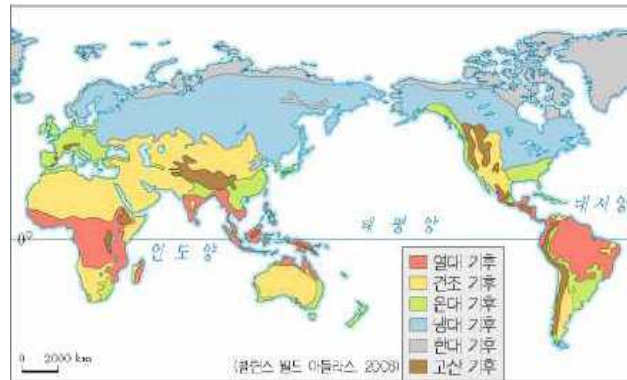 대서양
태평양
0°
인도양
열대 기후
건조 기후
온대 기후
냉대 기후
한대 기후
고산 기후
0 2000 km
(콜린스 월드 아틀라스, 2006)